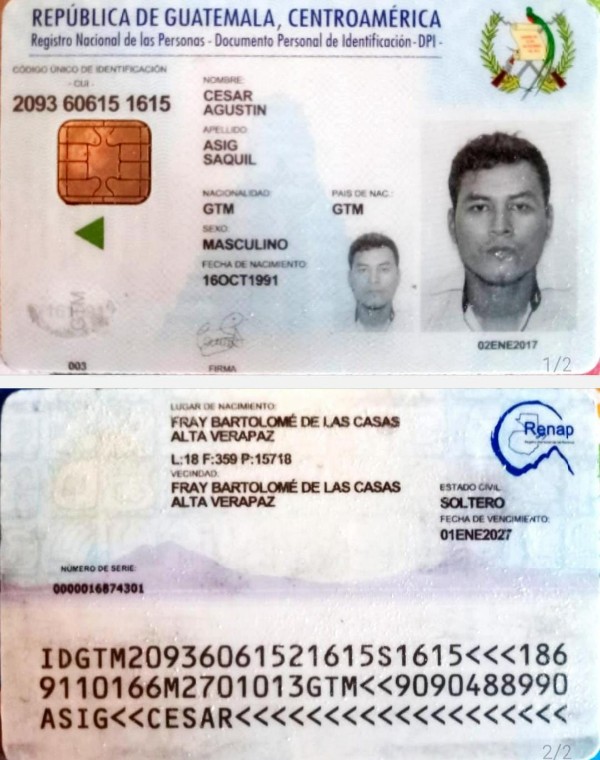 REPÚBLICA DE GUATEMALA, CENTROAMÉRICA
Registro Nacional de las Personas - Documento Personal de Identificación-DPI -
CÓDIGO ÚNICO DE IDENTIFICACIÓN
- CUI -
2093 60615 1615
NOMBRE:
CESAR
AGUSTIN
APELLIDO:
ASIG
SAQUIL
NACIONALIDAD:
GTM
PAIS DE NAC.:
GTM
SEXO:
MASCULINO
FECHA DE NACIMIENTO:
16OCT1991
GTM
02ENE2017
003
FIRMA
1/2
LUGAR DE NACIMIENTO:
FRAY BARTOLOMÉ DE LAS CASAS
ALTA VERAPAZ
L:18 F:359 P:15718
VECINDAD:
FRAY BARTOLOMÉ DE LAS CASAS
ALTA VERAPAZ
Renap
ESTADO CIVIL
SOLTERO
FECHA DE VENCIMIENTO:
01ENE2027
NÚMERO DE SERIE:
0000016874301
IDGTM20936061521615S1615<<<186
9110166M2701013GTM<<9090488990
ASIG<<CESAR<<<<<<<<<<<<<<<<<<<
2/2